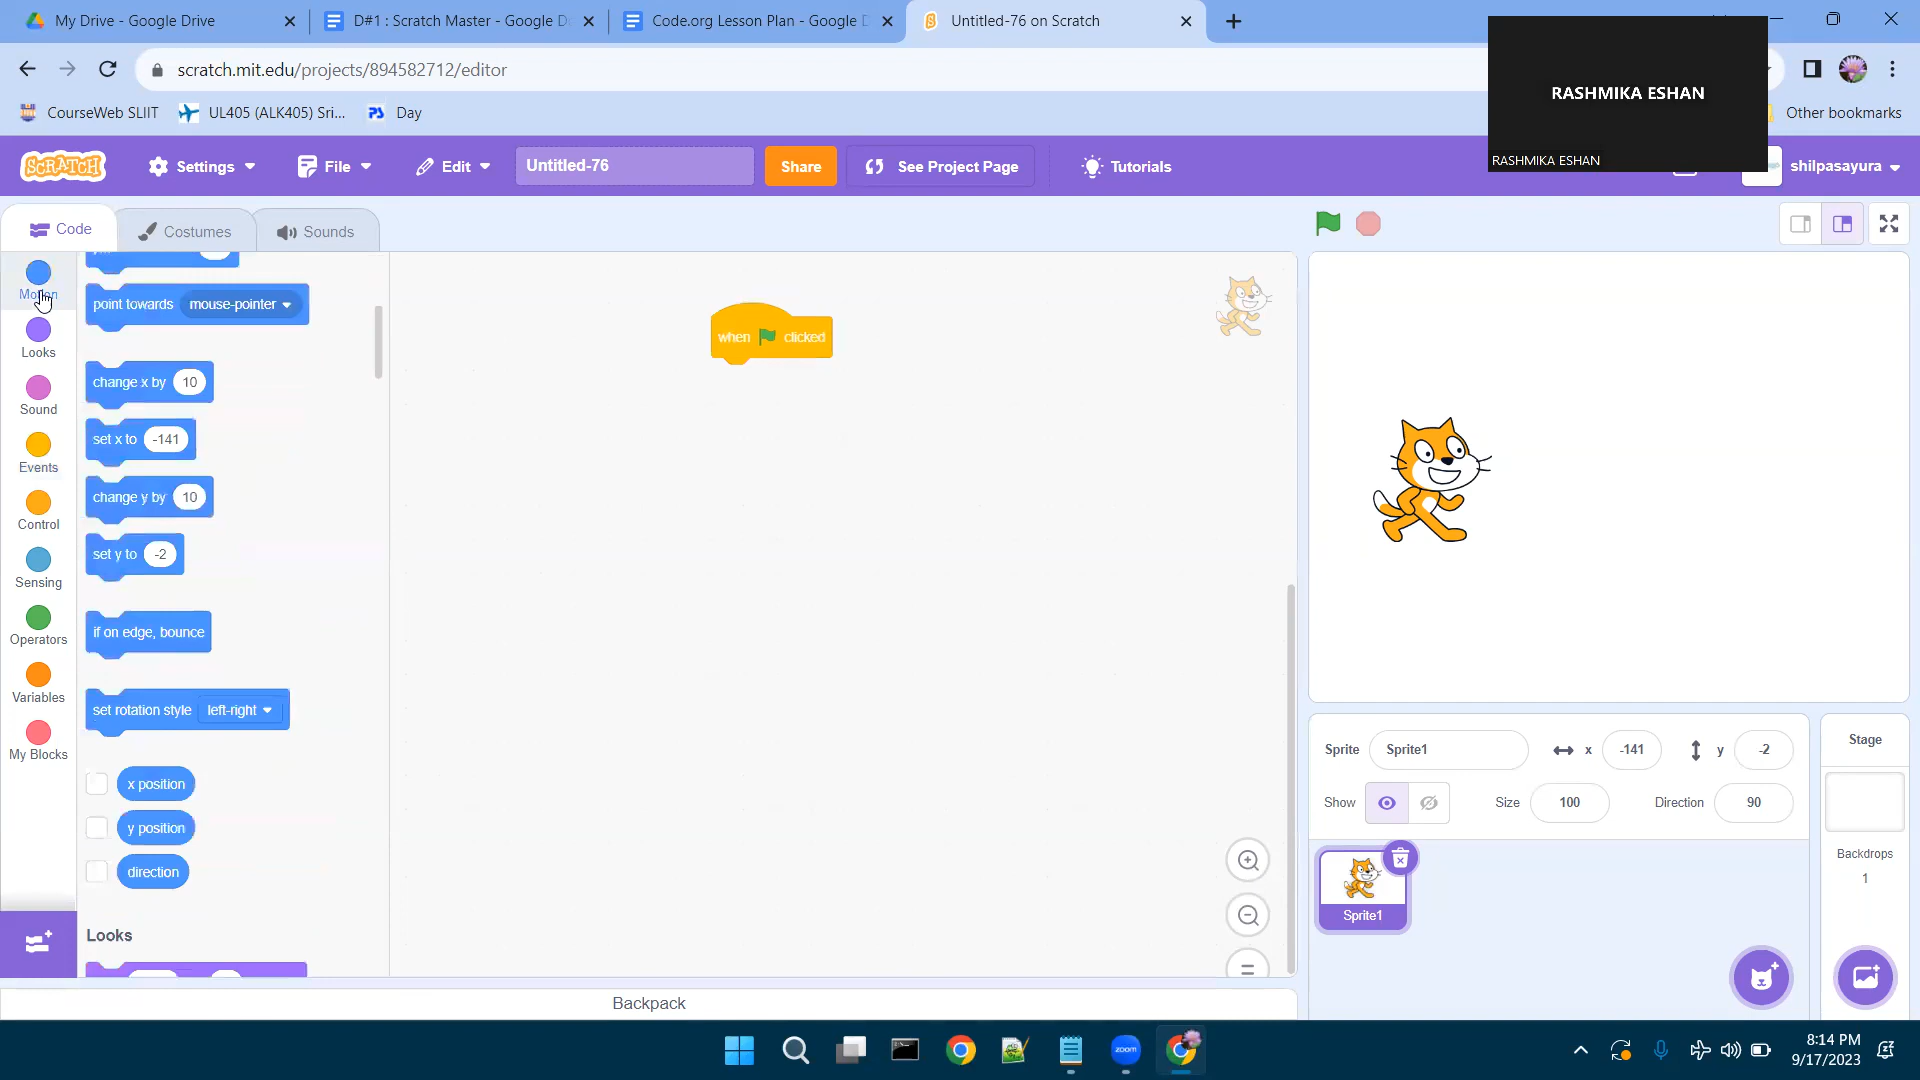 My Drive - Google Drive
D#1 : Scratch Master - Google D
Code.org Lesson Plan - Google D
Untitled-76 on Scratch
scratch.mit.edu/projects/894582712/editor
RASHMIKA ESHAN
RASHMIKA ESHAN
CourseWeb SLIIT
UL405 (ALK405) Sri...
Day
Other bookmarks
SCRATCH
Settings
File
Edit
Untitled-76
Share
See Project Page
Tutorials
shilpasayura
Code
Costumes
Sounds
Motion
Looks
Sound
Events
Control
Sensing
Operators
Variables
My Blocks
point towards mouse-pointer
change x by 10
set x to -141
change y by 10
set y to -2
if on edge, bounce
set rotation style left-right
x position
y position
direction
Looks
when clicked
Sprite Sprite1 x -141 y -2
Show Size 100 Direction 90
Sprite1
Stage
Backdrops
1
Backpack
zoom
8:14 PM
9/17/2023